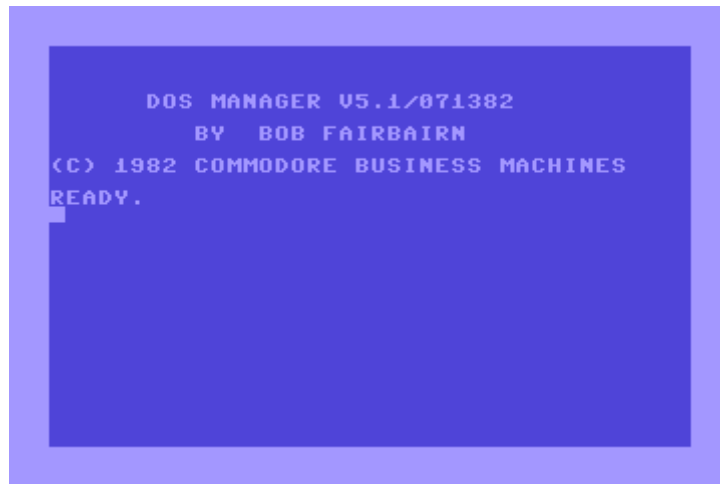 DOS MANAGER V5.1/071382
BY BOB FAIRBAIRN
(C) 1982 COMMODORE BUSINESS MACHINES
READY.